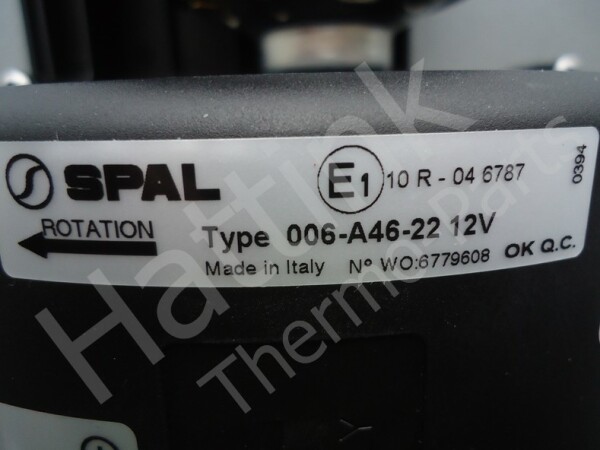 SPAL E1 10 R - 04 6787
0394
ROTATION
Type 006-A46-22 12V
Made in Italy Nº WO:6779608 OK Q.C.
Hattink
Thermo Parts